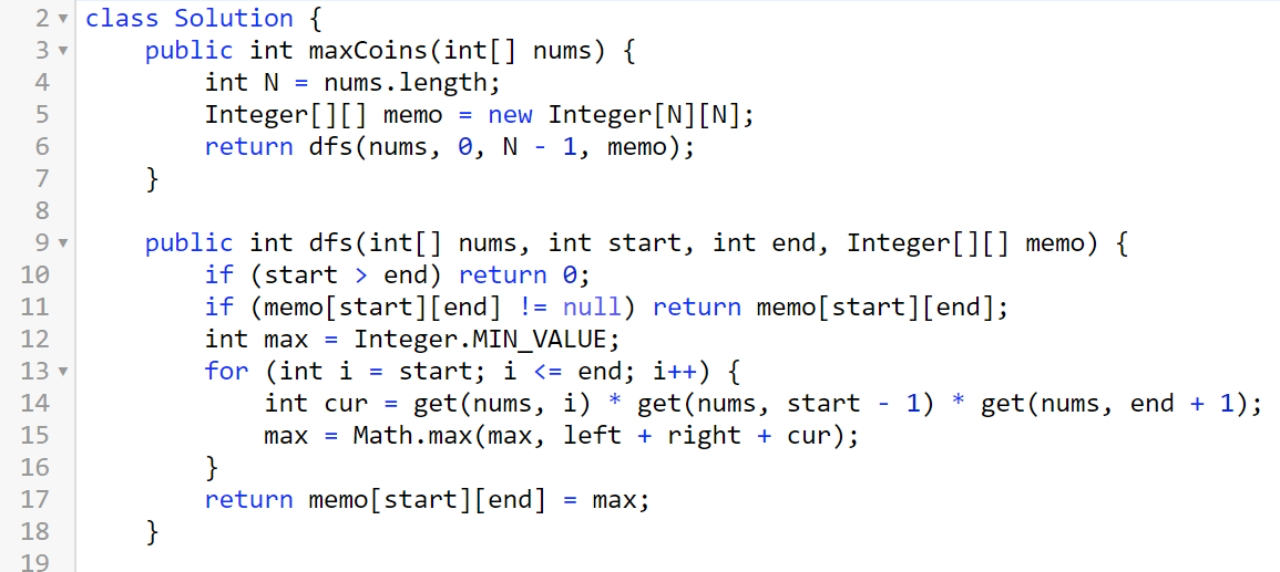 2 class Solution {
3 public int maxCoins(int[] nums) {
4 int N = nums.length;
5 Integer[][] memo = new Integer[N][N];
6 return dfs(nums, 0, N - 1, memo);
7 }
8
9 public int dfs(int[] nums, int start, int end, Integer[][] memo) {
10 if (start > end) return 0;
11 if (memo[start][end] != null) return memo[start][end];
12 int max = Integer.MIN_VALUE;
13 for (int i = start; i <= end; i++) {
14 int cur = get(nums, i) * get(nums, start - 1) * get(nums, end + 1);
15 max = Math.max(max, left + right + cur);
16 }
17 return memo[start][end] = max;
18 }
19